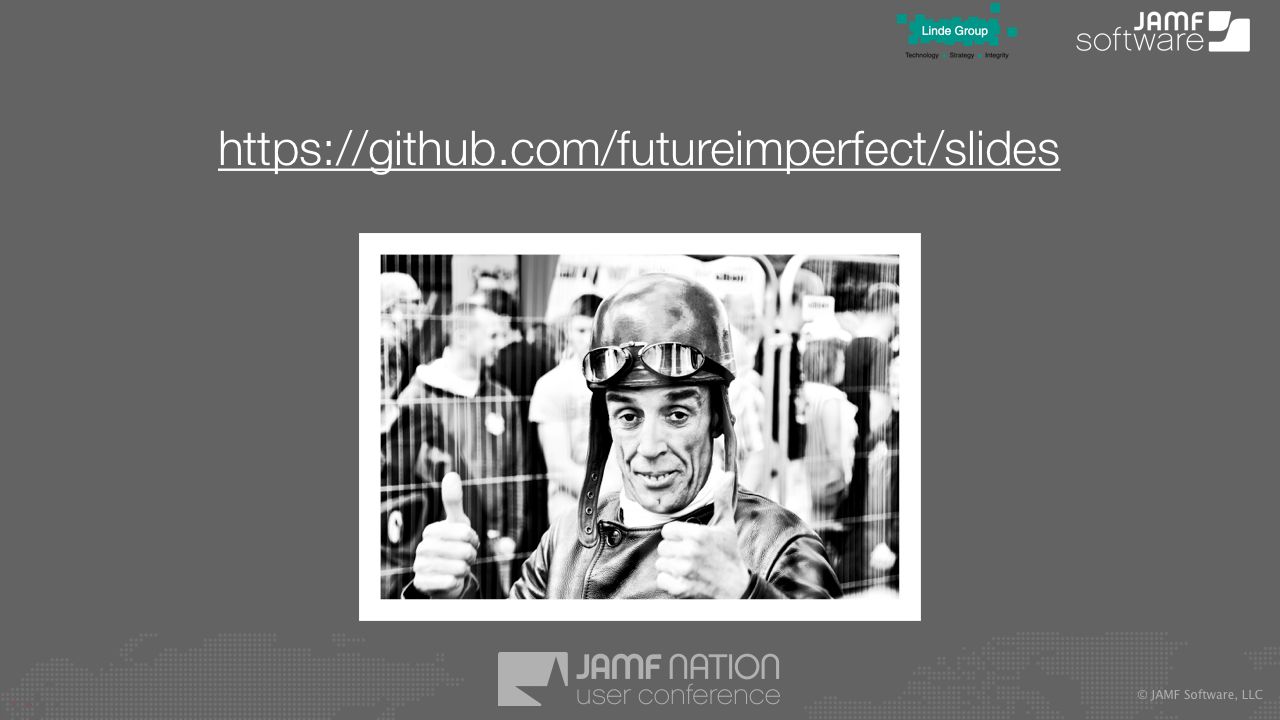 Linde Group
Technology Strategy Integrity
JAMF
software
https://github.com/futureimperfect/slides
JAMF NATION
user conference
© JAMF Software, LLC